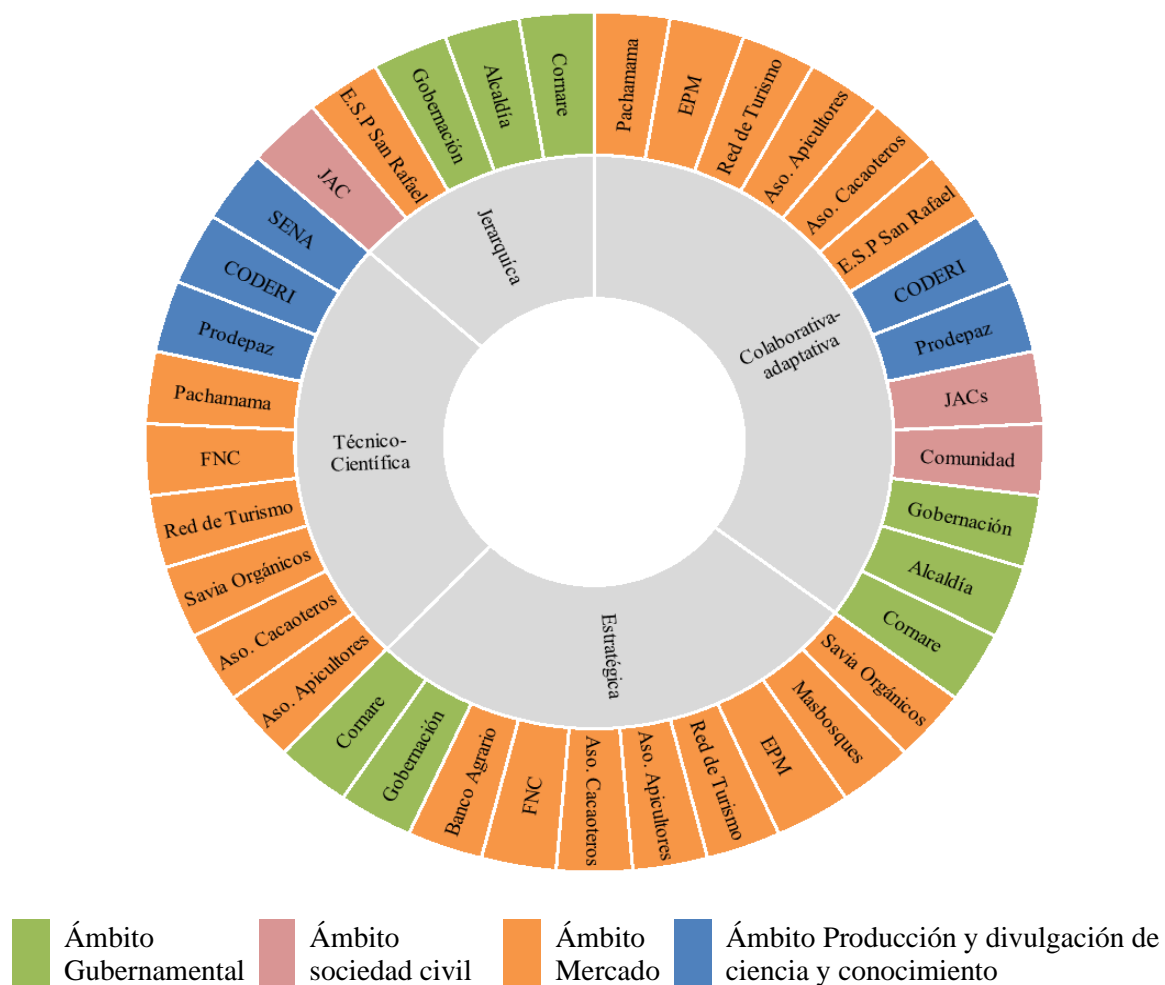 Pachamama
EPM
Red de Turismo
Aso. Apicultores
Aso. Cacaoteros
E.S.P San Rafael
CODERI
Prodepaz
JACs
Comunidad
Gobernación
Alcaldía
Cornare
Savia Orgánicos
Masbosques
EPM
Red de Turismo
Aso. Apicultores
Aso. Cacaoteros
FNC
Banco Agrario
Gobernación
Cornare
Aso. Apicultores
Aso. Cacaoteros
Savia Orgánicos
Red de Turismo
FNC
Pachamama
Prodepaz
CODERI
SENA
JAC
E.S.P San Rafael
Gobernación
Alcaldía
Cornare
Colaborativa-
adaptativa
Estratégica
Técnico-
Científica
Jerarquíca
Ámbito
Gubernamental
Ámbito
sociedad civil
Ámbito
Mercado
Ámbito Producción y divulgación de
ciencia y conocimiento